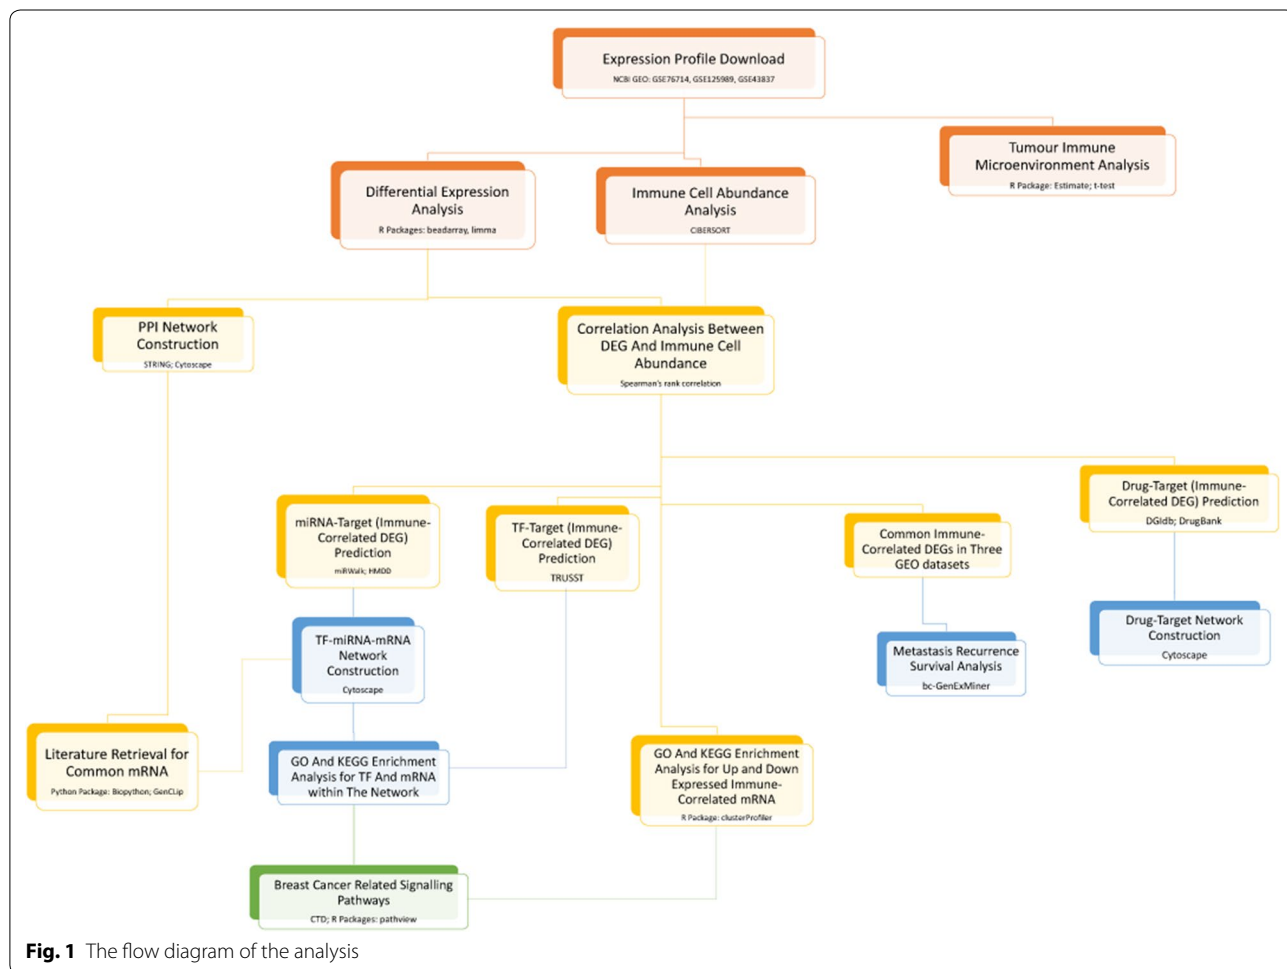 Expression Profile Download
NCBI GEO: GSE76714, GSE125989, GSE43837
Tumour Immune
Microenvironment Analysis
R Package: Estimate; t-test
Differential Expression
Analysis
R Packages: beadarray, limma
Immune Cell Abundance
Analysis
CIBERSORT
PPI Network
Construction
STRING; Cytoscape
Correlation Analysis Between
DEG And Immune Cell
Abundance
Spearman's rank correlation
miRNA-Target (Immune-
Correlated DEG)
Prediction
miRWalk; HMDD
TF-Target (Immune-
Correlated DEG)
Prediction
TRUSST
Common Immune-
Correlated DEGs in Three
GEO datasets
Drug-Target (Immune-
Correlated DEG) Prediction
DGIdb; DrugBank
TF-miRNA-mRNA
Network
Construction
Cytoscape
Metastasis Recurrence
Survival Analysis
bc-GenExMiner
Drug-Target Network
Construction
Cytoscape
Literature Retrieval for
Common mRNA
Python Package: Biopython; GenCLip
GO And KEGG Enrichment
Analysis for TF And mRNA
within The Network
GO And KEGG Enrichment
Analysis for Up and Down
Expressed Immune-
Correlated mRNA
R Package: clusterProfiler
Breast Cancer Related Signalling
Pathways
CTD; R Packages: pathview
Fig. 1 The flow diagram of the analysis